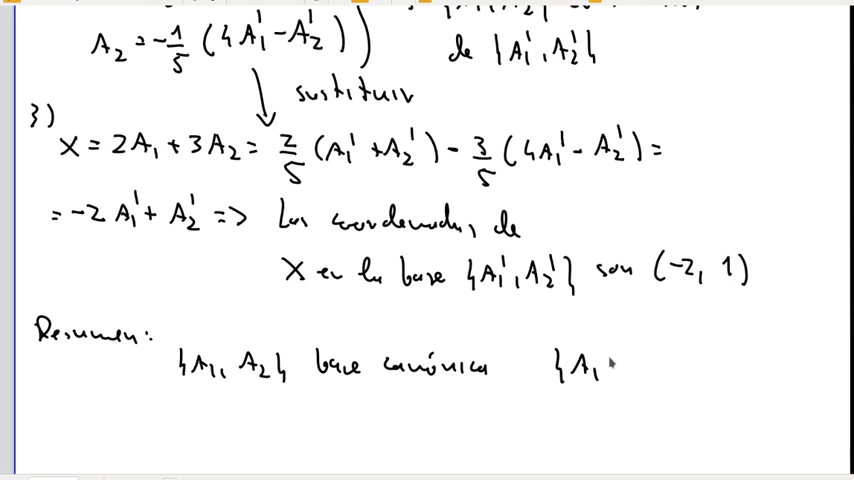 A₂ = -1/5 (4A₁' - A₂')) de {A₁', A₂'}
sustituir
3)
X = 2A₁ + 3A₂ = 2/5 (A₁' + A₂') - 3/5 (4A₁' - A₂') =
= -2 A₁' + A₂' => Las coordenadas de
X en la base {A₁', A₂'} son (-2, 1)
Resumen:
{A₁, A₂} base canónica {A₁